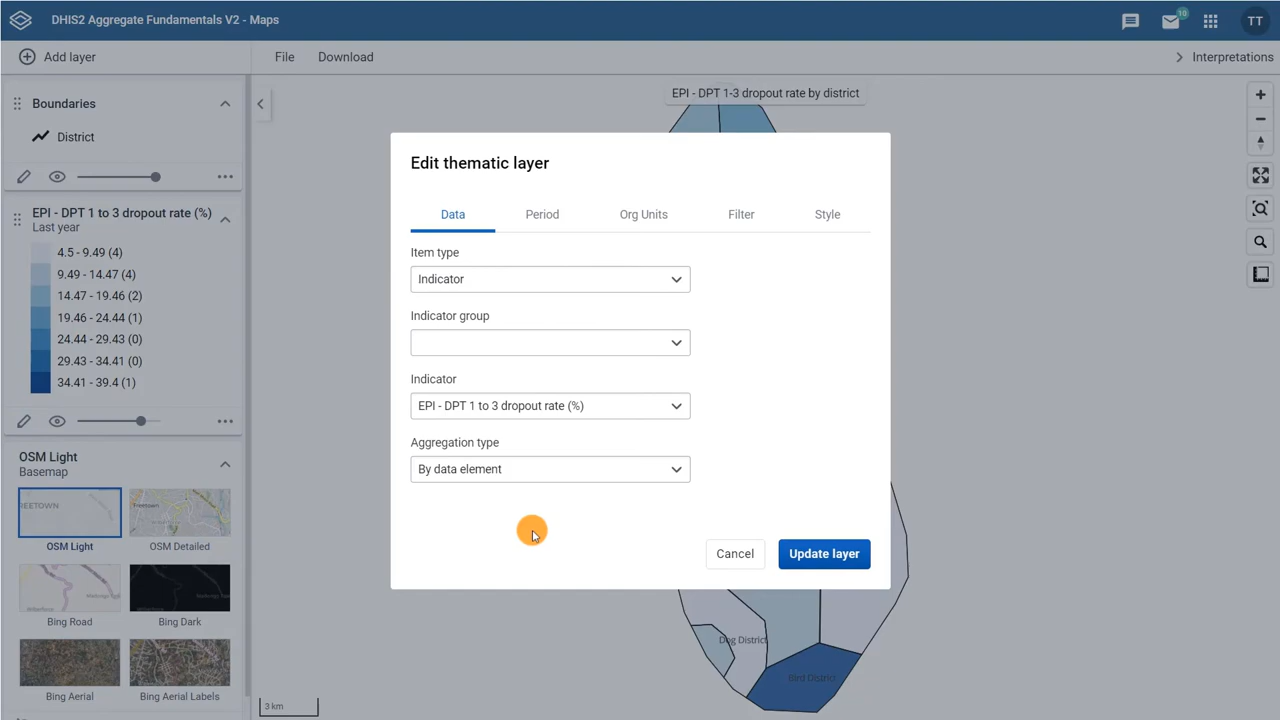 DHIS2 Aggregate Fundamentals V2 - Maps
10
TT
Add layer
File
Download
Interpretations
Boundaries
District
EPI - DPT 1 to 3 dropout rate (%)
Last year
4.5 - 9.49 (4)
9.49 - 14.47 (4)
14.47 - 19.46 (2)
19.46 - 24.44 (1)
24.44 - 29.43 (0)
29.43 - 34.41 (0)
34.41 - 39.4 (1)
OSM Light
Basemap
REETOWN
Freetown
OSM Light
OSM Detailed
Bing Road
Bing Dark
Bing Aerial
Bing Aerial Labels
EPI - DPT 1-3 dropout rate by district
Edit thematic layer
Data
Period
Org Units
Filter
Style
Item type
Indicator
Indicator group
Indicator
EPI - DPT 1 to 3 dropout rate (%)
Aggregation type
By data element
Cancel
Update layer
Dog District
Bird District
3 km